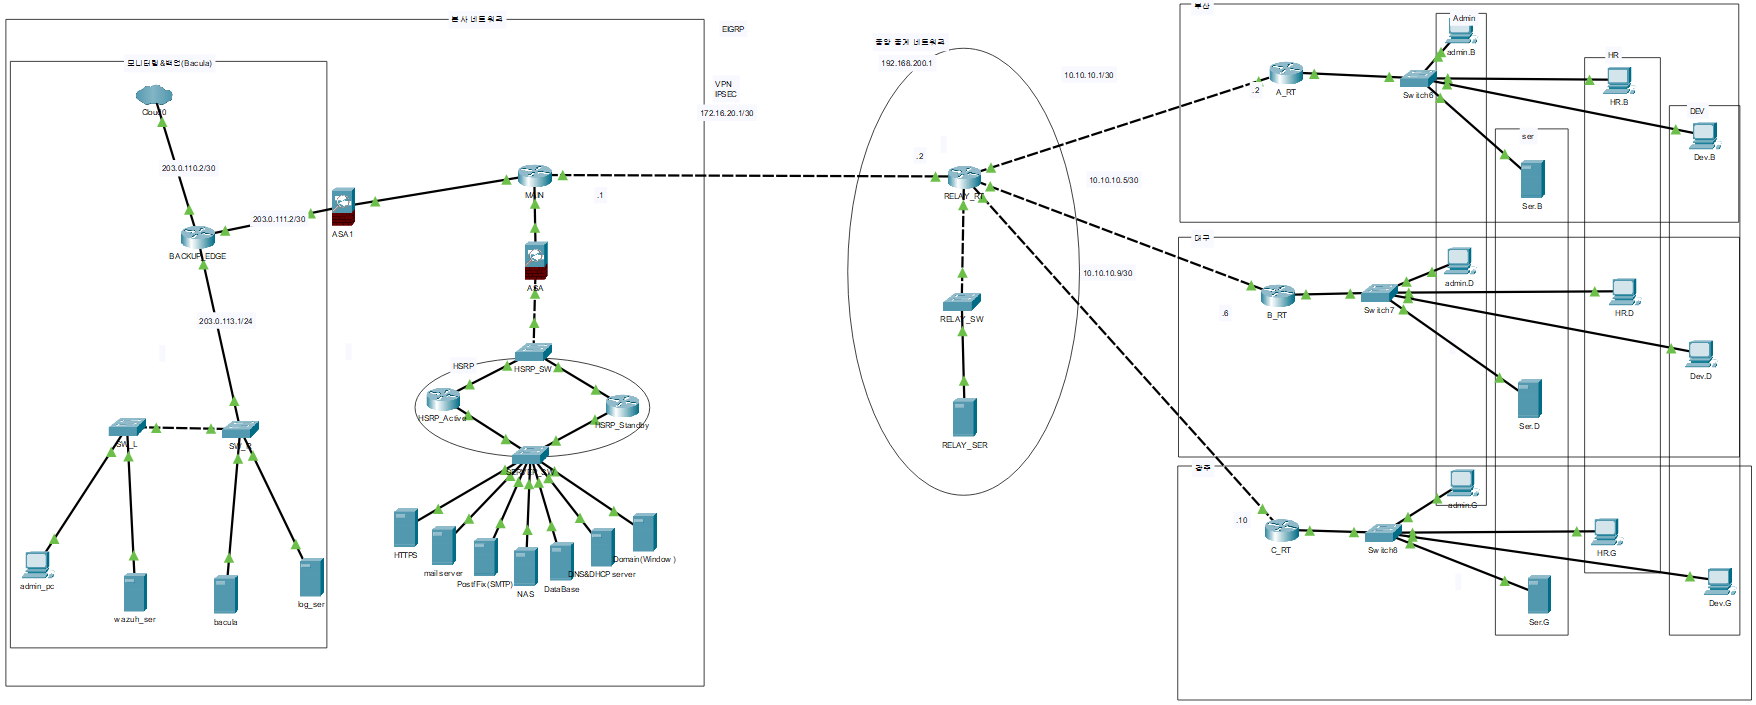 본사 네트워크
EIGRP
모니터링&백업(Bacula)
Cloud0
203.0.110.2/30
BACKUP_EDGE
203.0.111.2/30
ASA1
203.0.113.1/24
SW_L
SW_R
admin_pc
wazuh_ser
bacula
log_ser
VPN
IPSEC
172.16.20.1/30
MAIN
.1
ASA
HSRP
HSRP_SW
HSRP_Active
HSRP_Standby
SERVER_SW
HTTPS
mail server
PostfFix(SMTP)
NAS
DataBase
DNS&DHCP server
Domain(Window )
중앙 중계 네트워크
192.168.200.1
.2
RELAY_RT
RELAY_SW
RELAY_SER
10.10.10.1/30
10.10.10.5/30
10.10.10.9/30
부산
.2
A_RT
Switch6
Admin
admin.B
HR
HR.B
DEV
Dev.B
ser
Ser.B
대구
.6
B_RT
Switch7
admin.D
HR.D
Dev.D
Ser.D
광주
.10
C_RT
Switch8
admin.G
HR.G
Dev.G
Ser.G